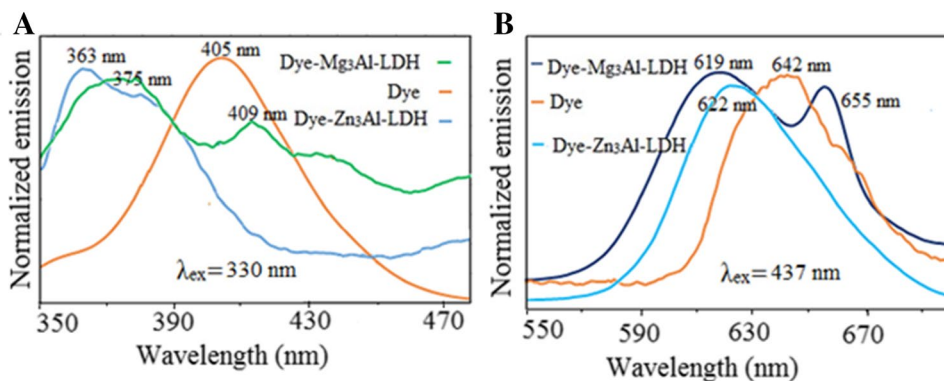 A
363 nm
375 nm
405 nm
409 nm
Dye-Mg₃Al-LDH
Dye
Dye-Zn₃Al-LDH
λex= 330 nm
Normalized emission
350
390
430
470
Wavelength (nm)
B
619 nm
642 nm
655 nm
622 nm
Dye-Mg₃Al-LDH
Dye
Dye-Zn₃Al-LDH
λex= 437 nm
Normalized emission
550
590
630
670
Wavelength (nm)